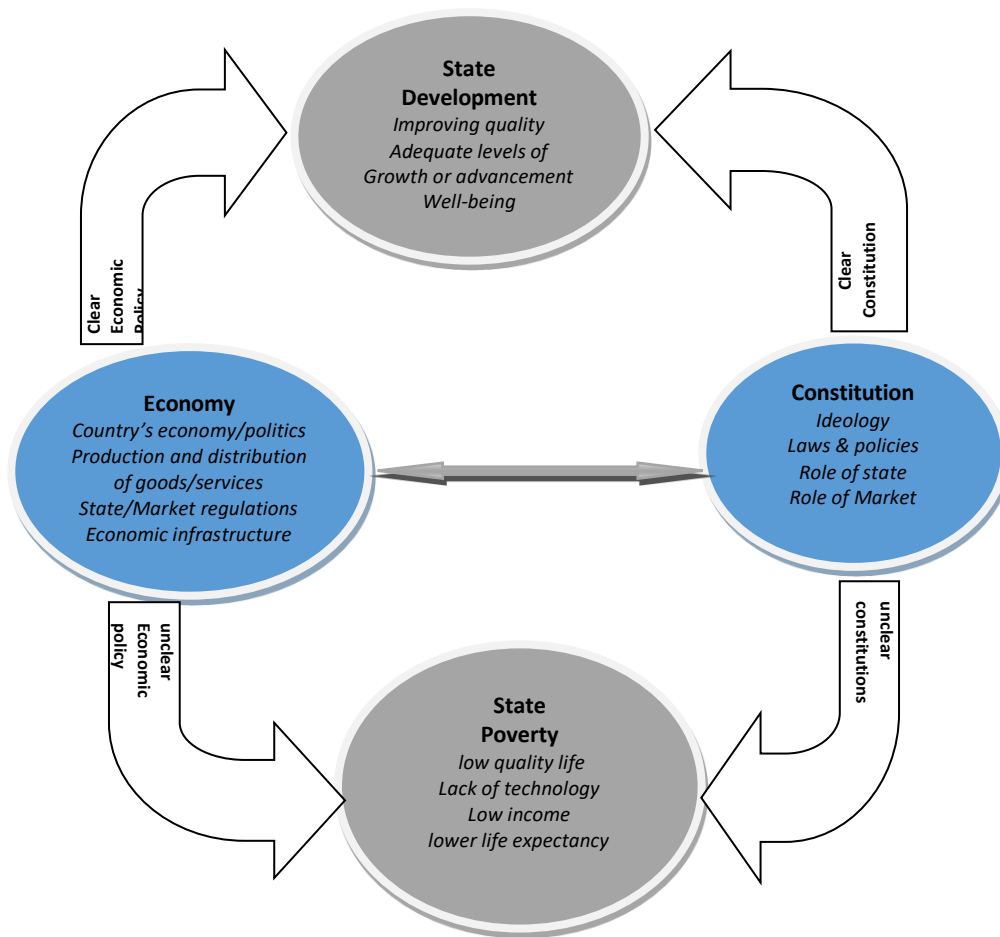 State
Development
Improving quality
Adequate levels of
Growth or advancement
Well-being
Clear
Economic
Policy
Clear
Constitution
Economy
Country’s economy/politics
Production and distribution
of goods/services
State/Market regulations
Economic infrastructure
Constitution
Ideology
Laws & policies
Role of state
Role of Market
unclear
Economic
policy
unclear
constitutions
State
Poverty
low quality life
Lack of technology
Low income
lower life expectancy